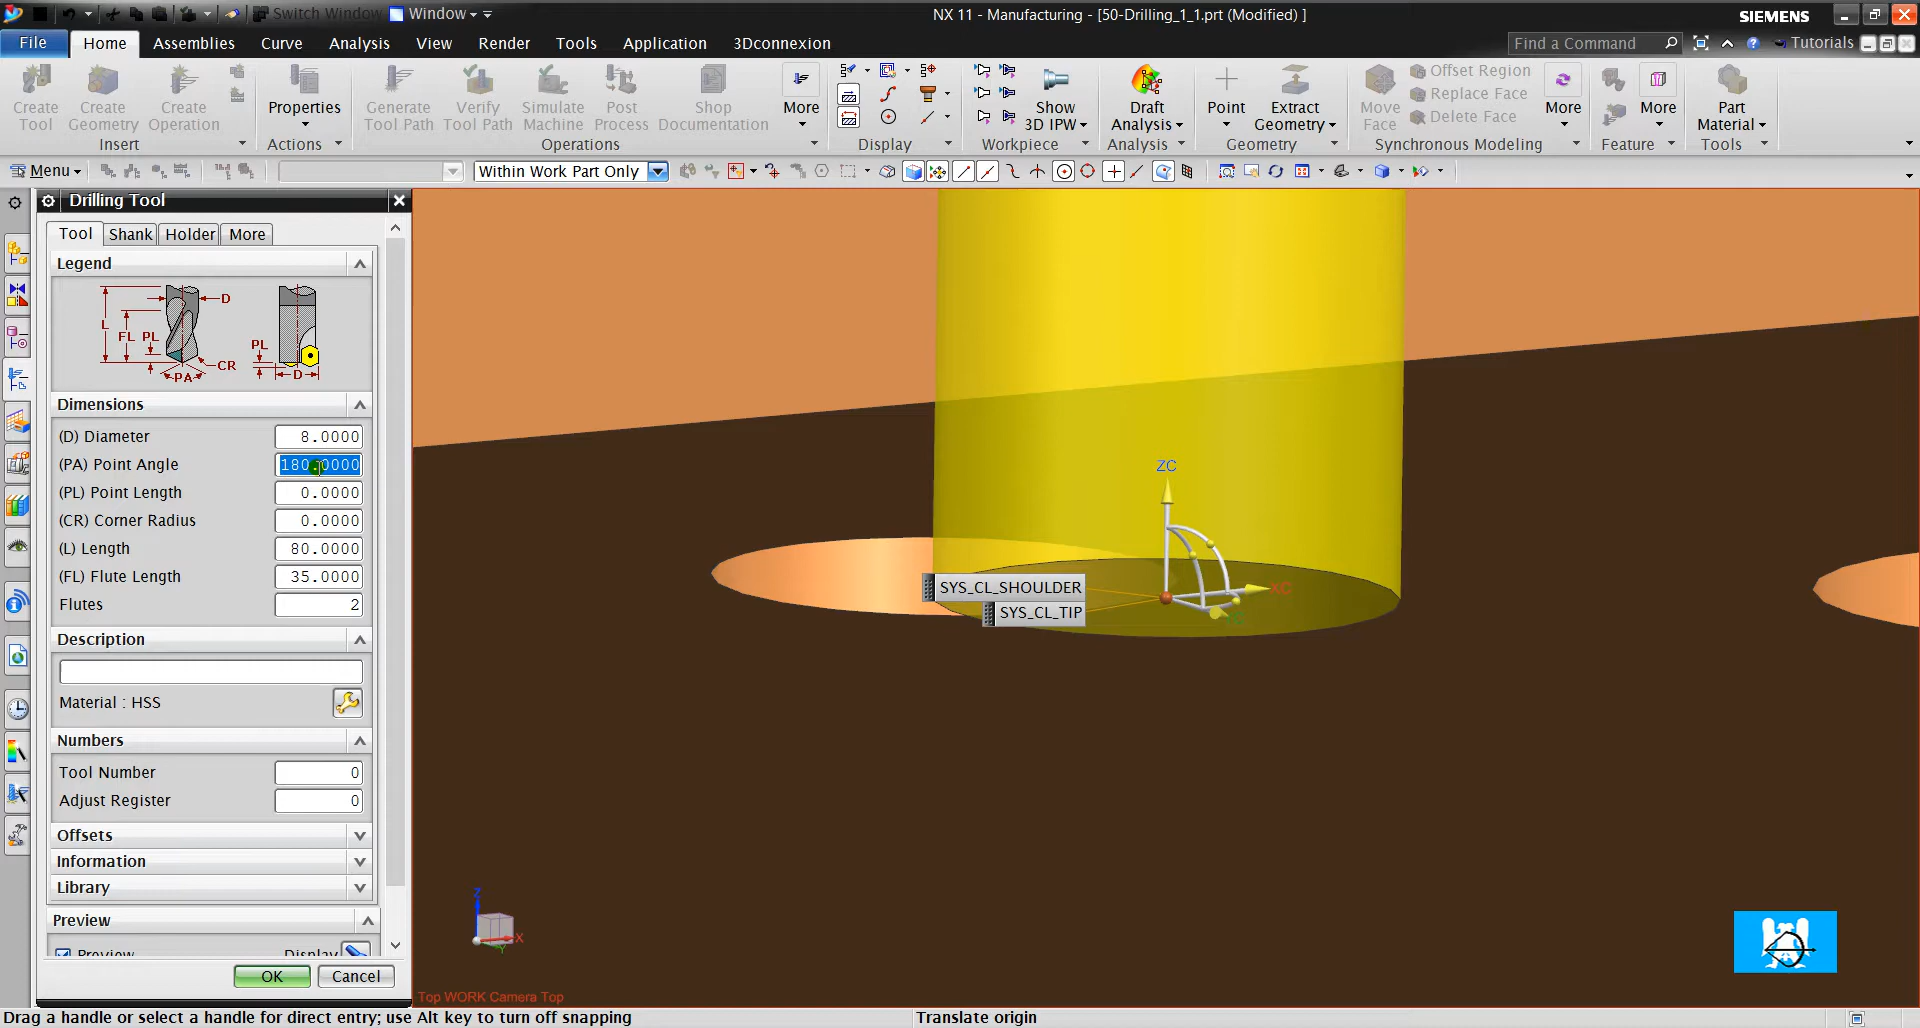 Switch Window
Window
NX 11 - Manufacturing - [50-Drilling_1_1.prt (Modified) ]
SIEMENS
File
Home
Assemblies
Curve
Analysis
View
Render
Tools
Application
3Dconnexion
Find a Command
Tutorials
Create Tool
Create Geometry
Create Operation
Properties
Generate Tool Path
Verify Tool Path
Simulate Machine
Post Process
Shop Documentation
More
Show 3D IPW
Draft Analysis
Point
Extract Geometry
Move Face
Offset Region
Replace Face
Delete Face
More
More
Part Material
Insert
Actions
Operations
Display
Workpiece
Analysis
Geometry
Synchronous Modeling
Feature
Tools
Menu
Within Work Part Only
Drilling Tool
Tool
Shank
Holder
More
Legend
D
L
FL
PL
CR
PA
PL
D
Dimensions
(D) Diameter 8.0000
(PA) Point Angle 180.0000
(PL) Point Length 0.0000
(CR) Corner Radius 0.0000
(L) Length 80.0000
(FL) Flute Length 35.0000
Flutes 2
Description
Material : HSS
Numbers
Tool Number 0
Adjust Register 0
Offsets
Information
Library
Preview
Preview
Display
OK
Cancel
ZC
XC
SYS_CL_SHOULDER
SYS_CL_TIP
Z
X
Y
Top WORK Camera Top
Drag a handle or select a handle for direct entry; use Alt key to turn off snapping
Translate origin